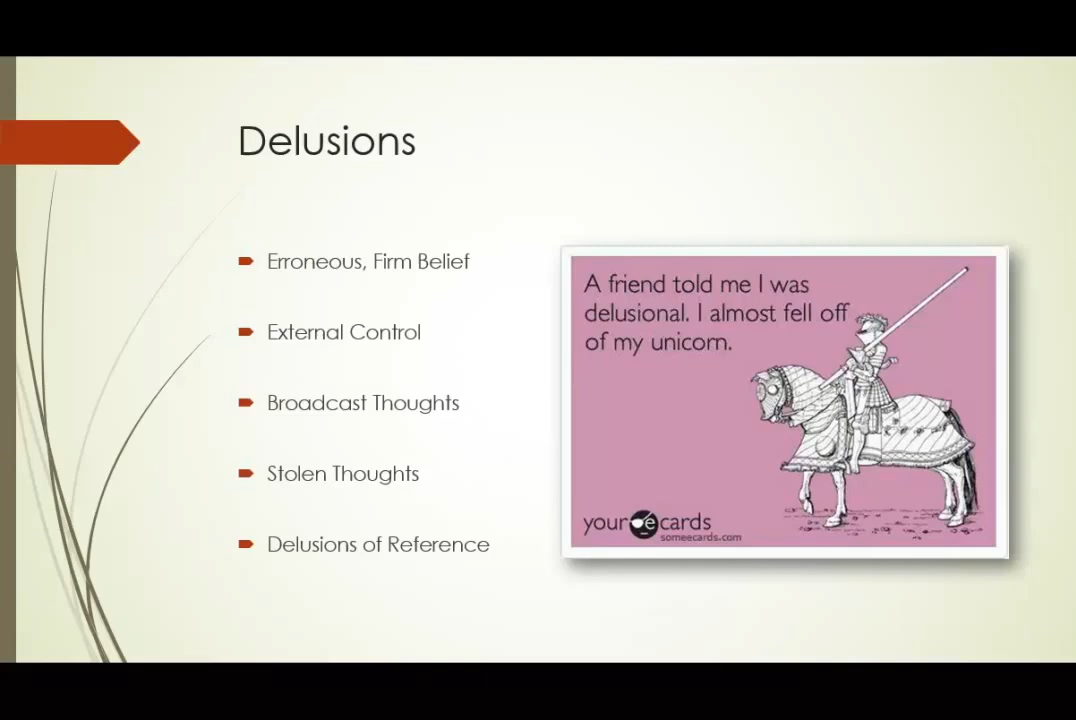 Delusions
Erroneous, Firm Belief
External Control
Broadcast Thoughts
Stolen Thoughts
Delusions of Reference
A friend told me I was
delusional. I almost fell off
of my unicorn.
your e cards
someecards.com